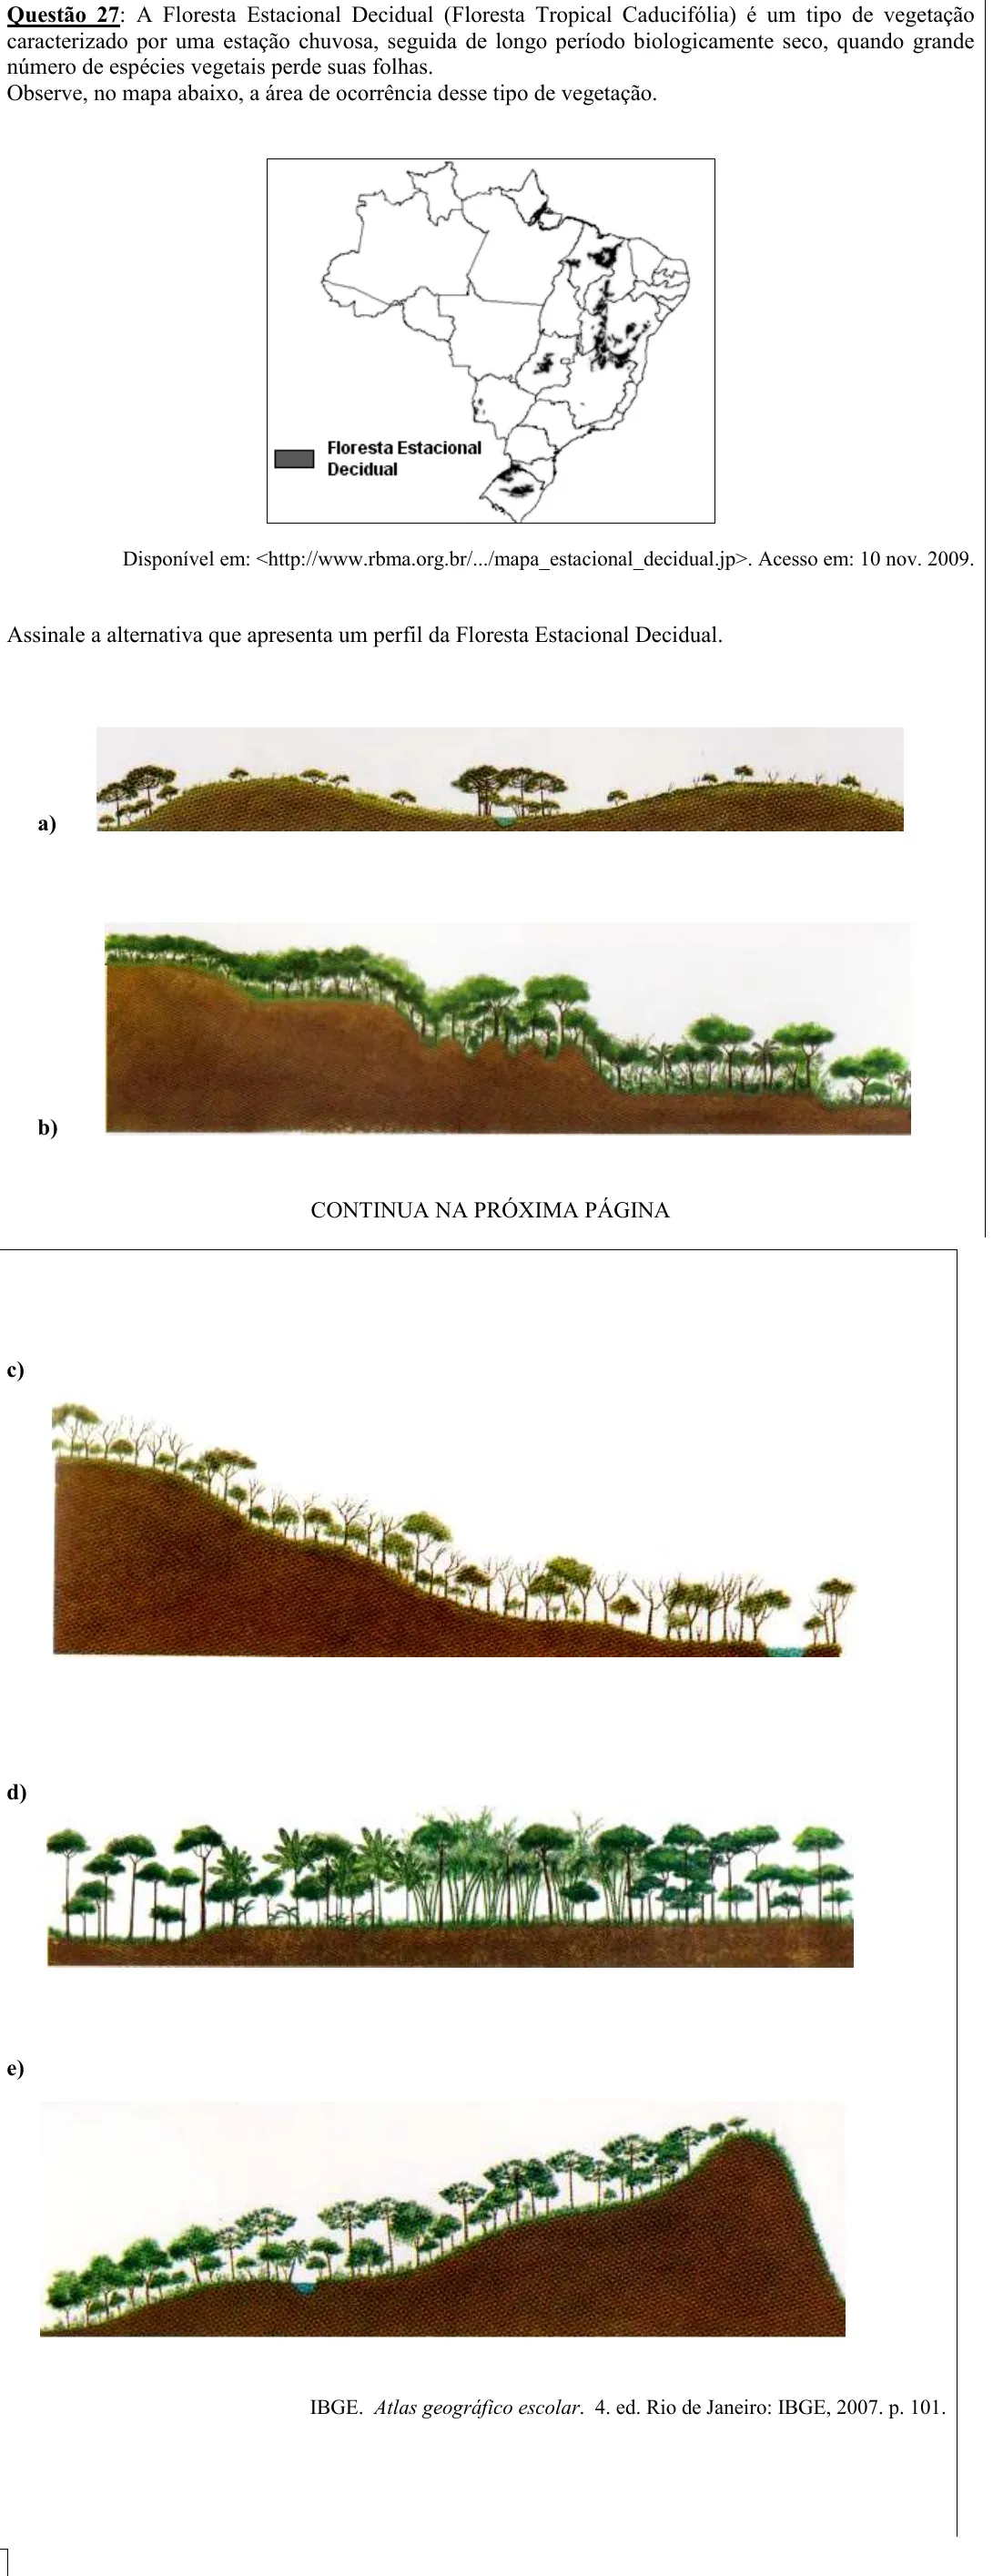 Questão 27: A Floresta Estacional Decidual (Floresta Tropical Caducifólia) é um tipo de vegetação
caracterizado por uma estação chuvosa, seguida de longo período biologicamente seco, quando grande
número de espécies vegetais perde suas folhas.
Observe, no mapa abaixo, a área de ocorrência desse tipo de vegetação.
Floresta Estacional
Decidual
Disponível em: <http://www.rbma.org.br/.../mapa_estacional_decidual.jp>. Acesso em: 10 nov. 2009.
Assinale a alternativa que apresenta um perfil da Floresta Estacional Decidual.
a)
b)
CONTINUA NA PRÓXIMA PÁGINA
c)
d)
e)
IBGE. Atlas geográfico escolar. 4. ed. Rio de Janeiro: IBGE, 2007. p. 101.